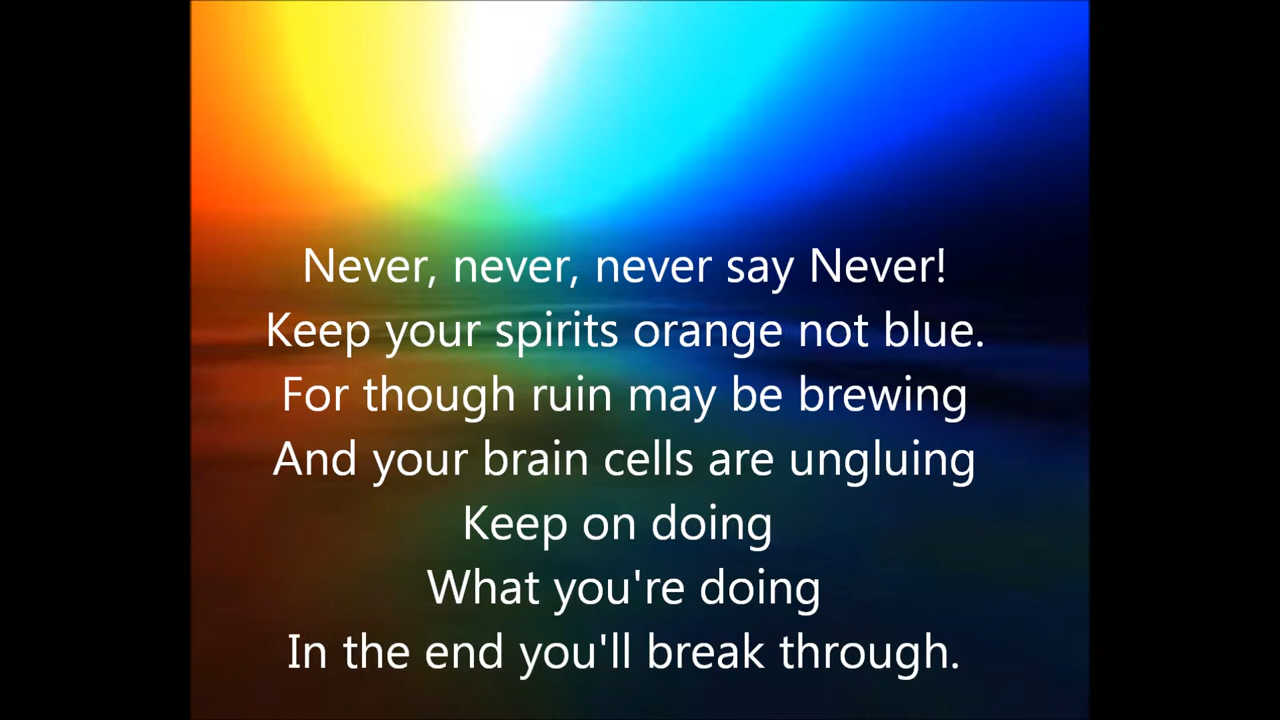 Never, never, never say Never!
Keep your spirits orange not blue.
For though ruin may be brewing
And your brain cells are ungluing
Keep on doing
What you're doing
In the end you'll break through.